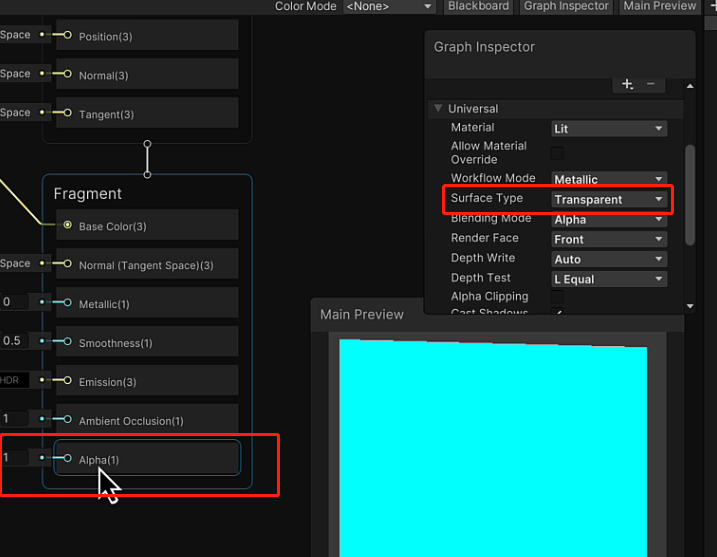 Color Mode <None> Blackboard Graph Inspector Main Preview
Space Position(3)
Space Normal(3)
Space Tangent(3)
Fragment
Base Color(3)
Space Normal (Tangent Space)(3)
0 Metallic(1)
0.5 Smoothness(1)
HDR Emission(3)
1 Ambient Occlusion(1)
1 Alpha(1)
Graph Inspector
+ −
Universal
Material Lit
Allow Material
Override
Workflow Mode Metallic
Surface Type Transparent
Blending Mode Alpha
Render Face Front
Depth Write Auto
Depth Test L Equal
Alpha Clipping
Cast Shadows
Main Preview